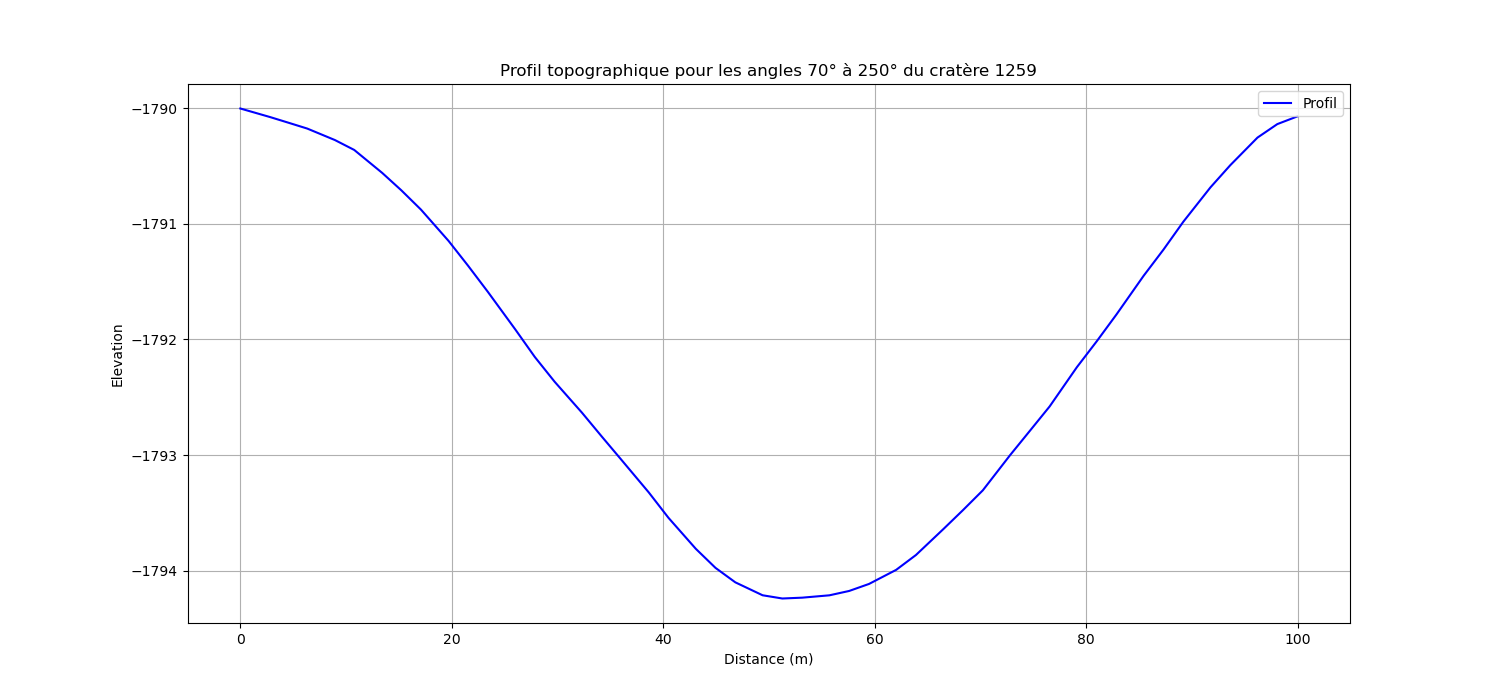 Profil topographique pour les angles 70° à 250° du cratère 1259
Profil
−1790
−1791
−1792
−1793
−1794
Elevation
0 20 40 60 80 100
Distance (m)